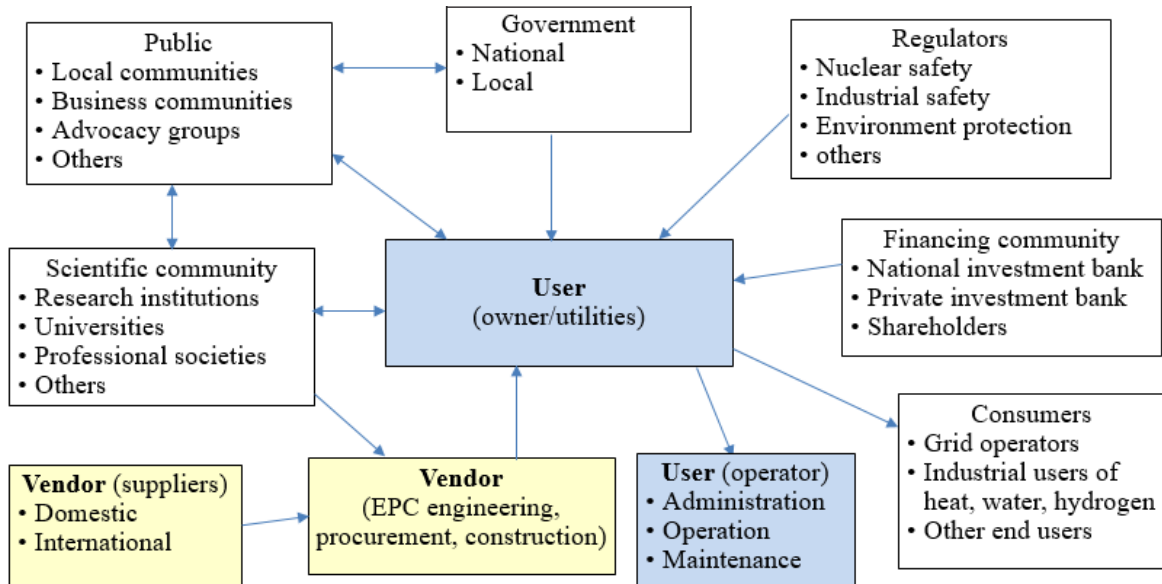 Public
• Local communities
• Business communities
• Advocacy groups
• Others
Government
• National
• Local
Regulators
• Nuclear safety
• Industrial safety
• Environment protection
• others
Scientific community
• Research institutions
• Universities
• Professional societies
• Others
User
(owner/utilities)
Financing community
• National investment bank
• Private investment bank
• Shareholders
Vendor (suppliers)
• Domestic
• International
Vendor
(EPC engineering,
procurement, construction)
User (operator)
• Administration
• Operation
• Maintenance
Consumers
• Grid operators
• Industrial users of
heat, water, hydrogen
• Other end users